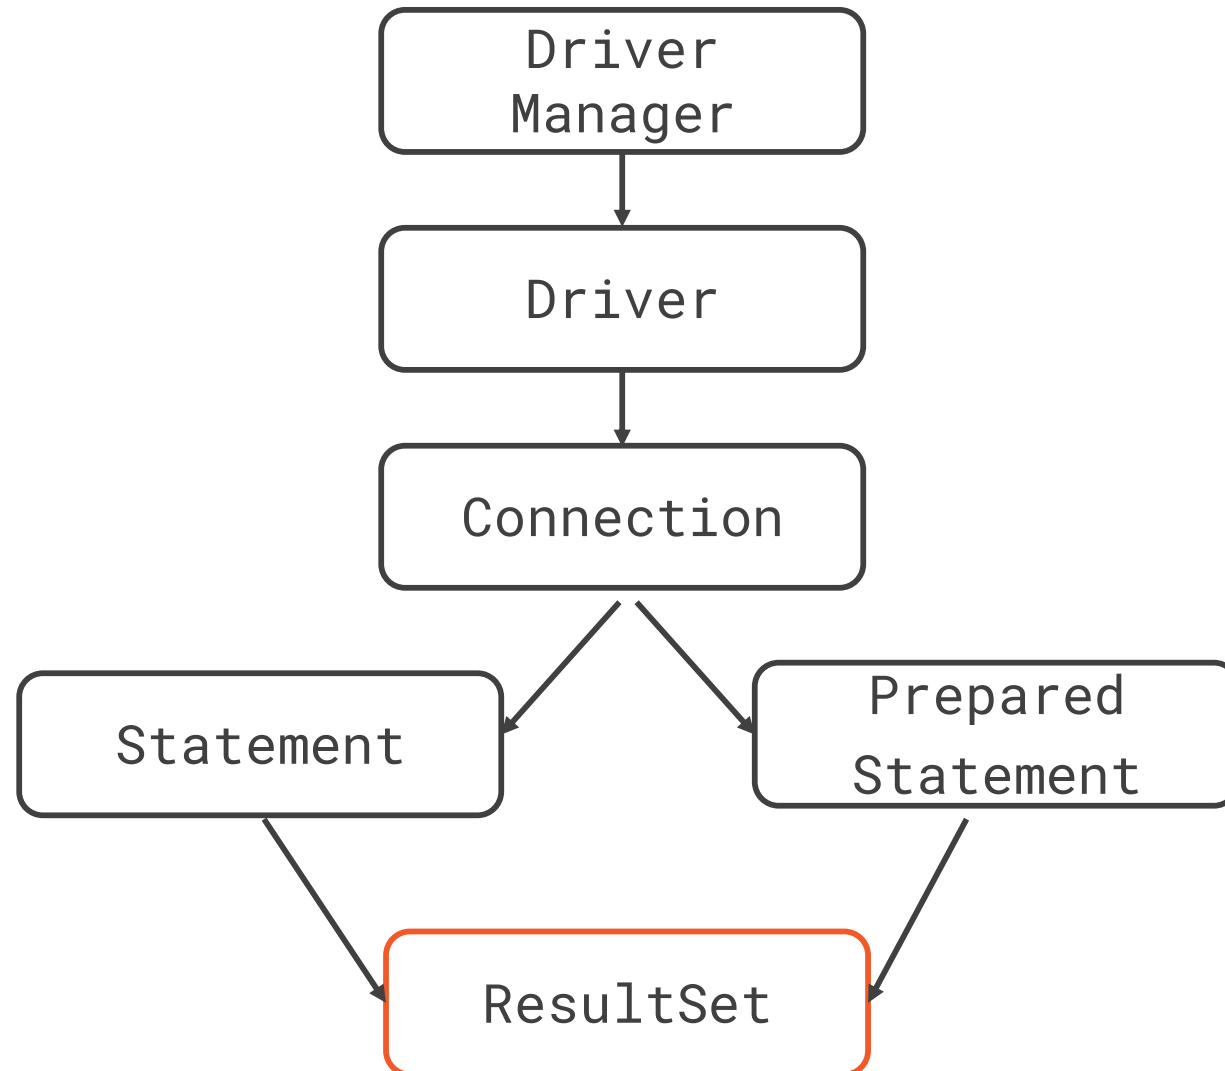 Driver
Manager
Driver
Connection
Statement
Prepared
Statement
ResultSet